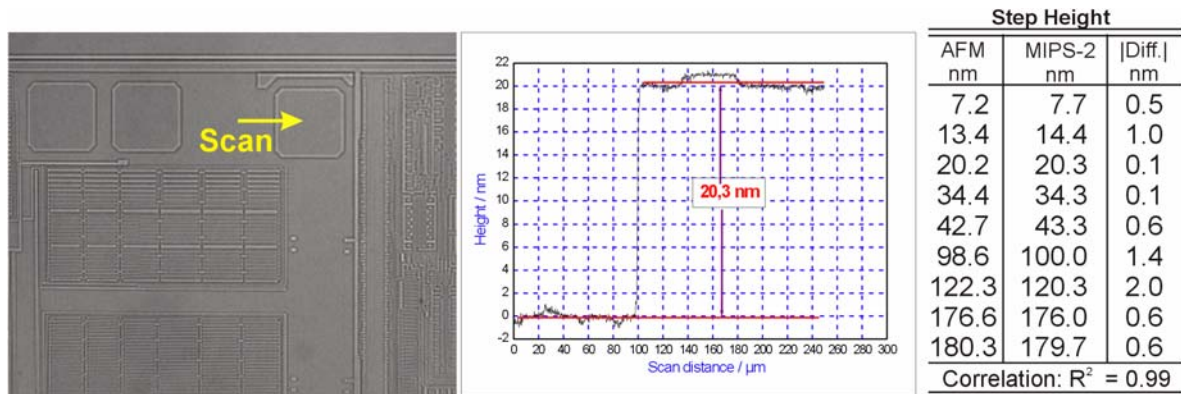 Scan
22
20
18
16
14
12
10
8
6
4
2
0
-2
Height / nm
20,3 nm
0 20 40 60 80 100 120 140 160 180 200 220 240 260 280 300
Scan distance / µm
Step Height
AFM MIPS-2 |Diff.|
nm nm nm
7.2 7.7 0.5
13.4 14.4 1.0
20.2 20.3 0.1
34.4 34.3 0.1
42.7 43.3 0.6
98.6 100.0 1.4
122.3 120.3 2.0
176.6 176.0 0.6
180.3 179.7 0.6
Correlation: R² = 0.99